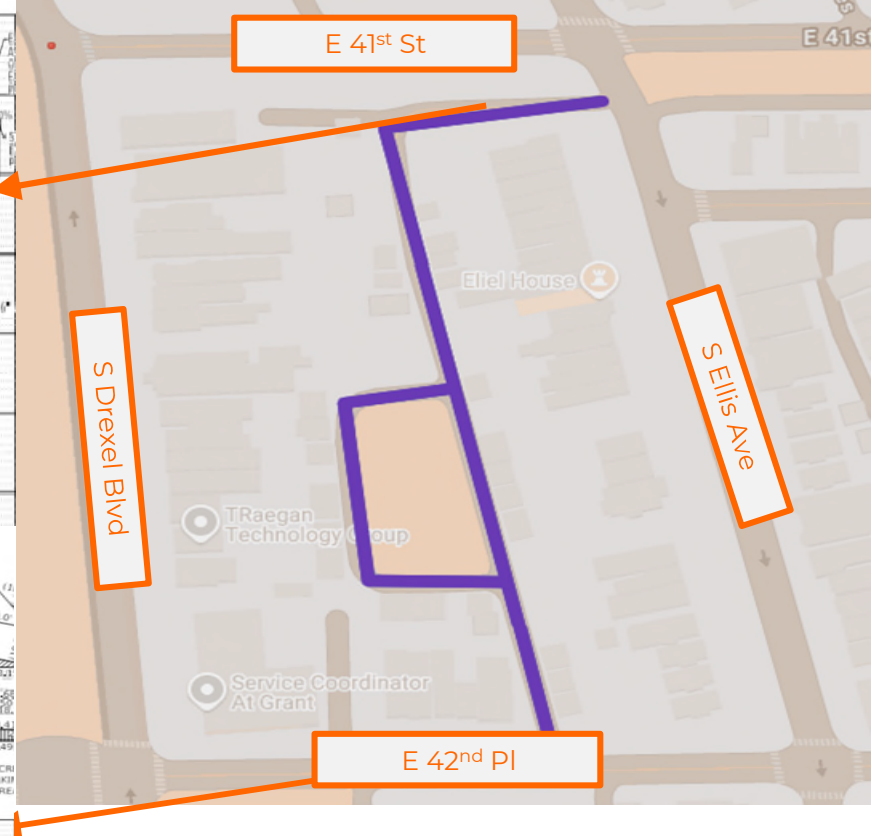 E 41st St
E 41st
Eliel House
S Drexel Blvd
S Ellis Ave
TRaegan
Technology Group
Service Coordinator
At Grant
E 42nd Pl